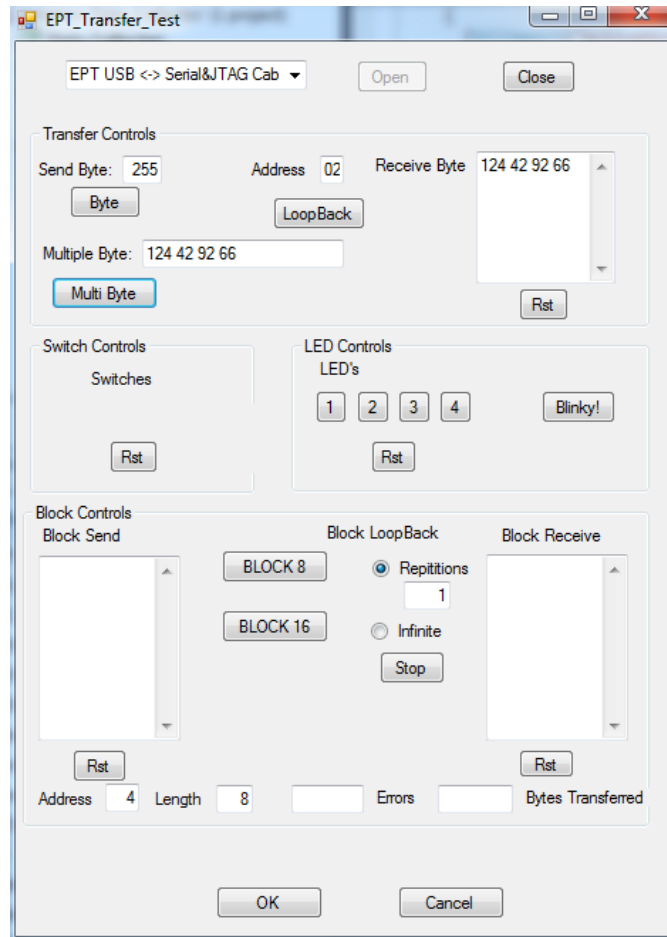 EPT_Transfer_Test
EPT USB <-> Serial&JTAG Cab
Open
Close
Transfer Controls
Send Byte: 255
Address 02
Receive Byte
124 42 92 66
Byte
LoopBack
Multiple Byte: 124 42 92 66
Multi Byte
Rst
Switch Controls
Switches
Rst
LED Controls
LED's
1 2 3 4
Blinky!
Rst
Block Controls
Block Send
Block LoopBack
Block Receive
BLOCK 8
Repititions
1
BLOCK 16
Infinite
Stop
Rst
Rst
Address 4 Length 8 Errors Bytes Transferred
OK
Cancel